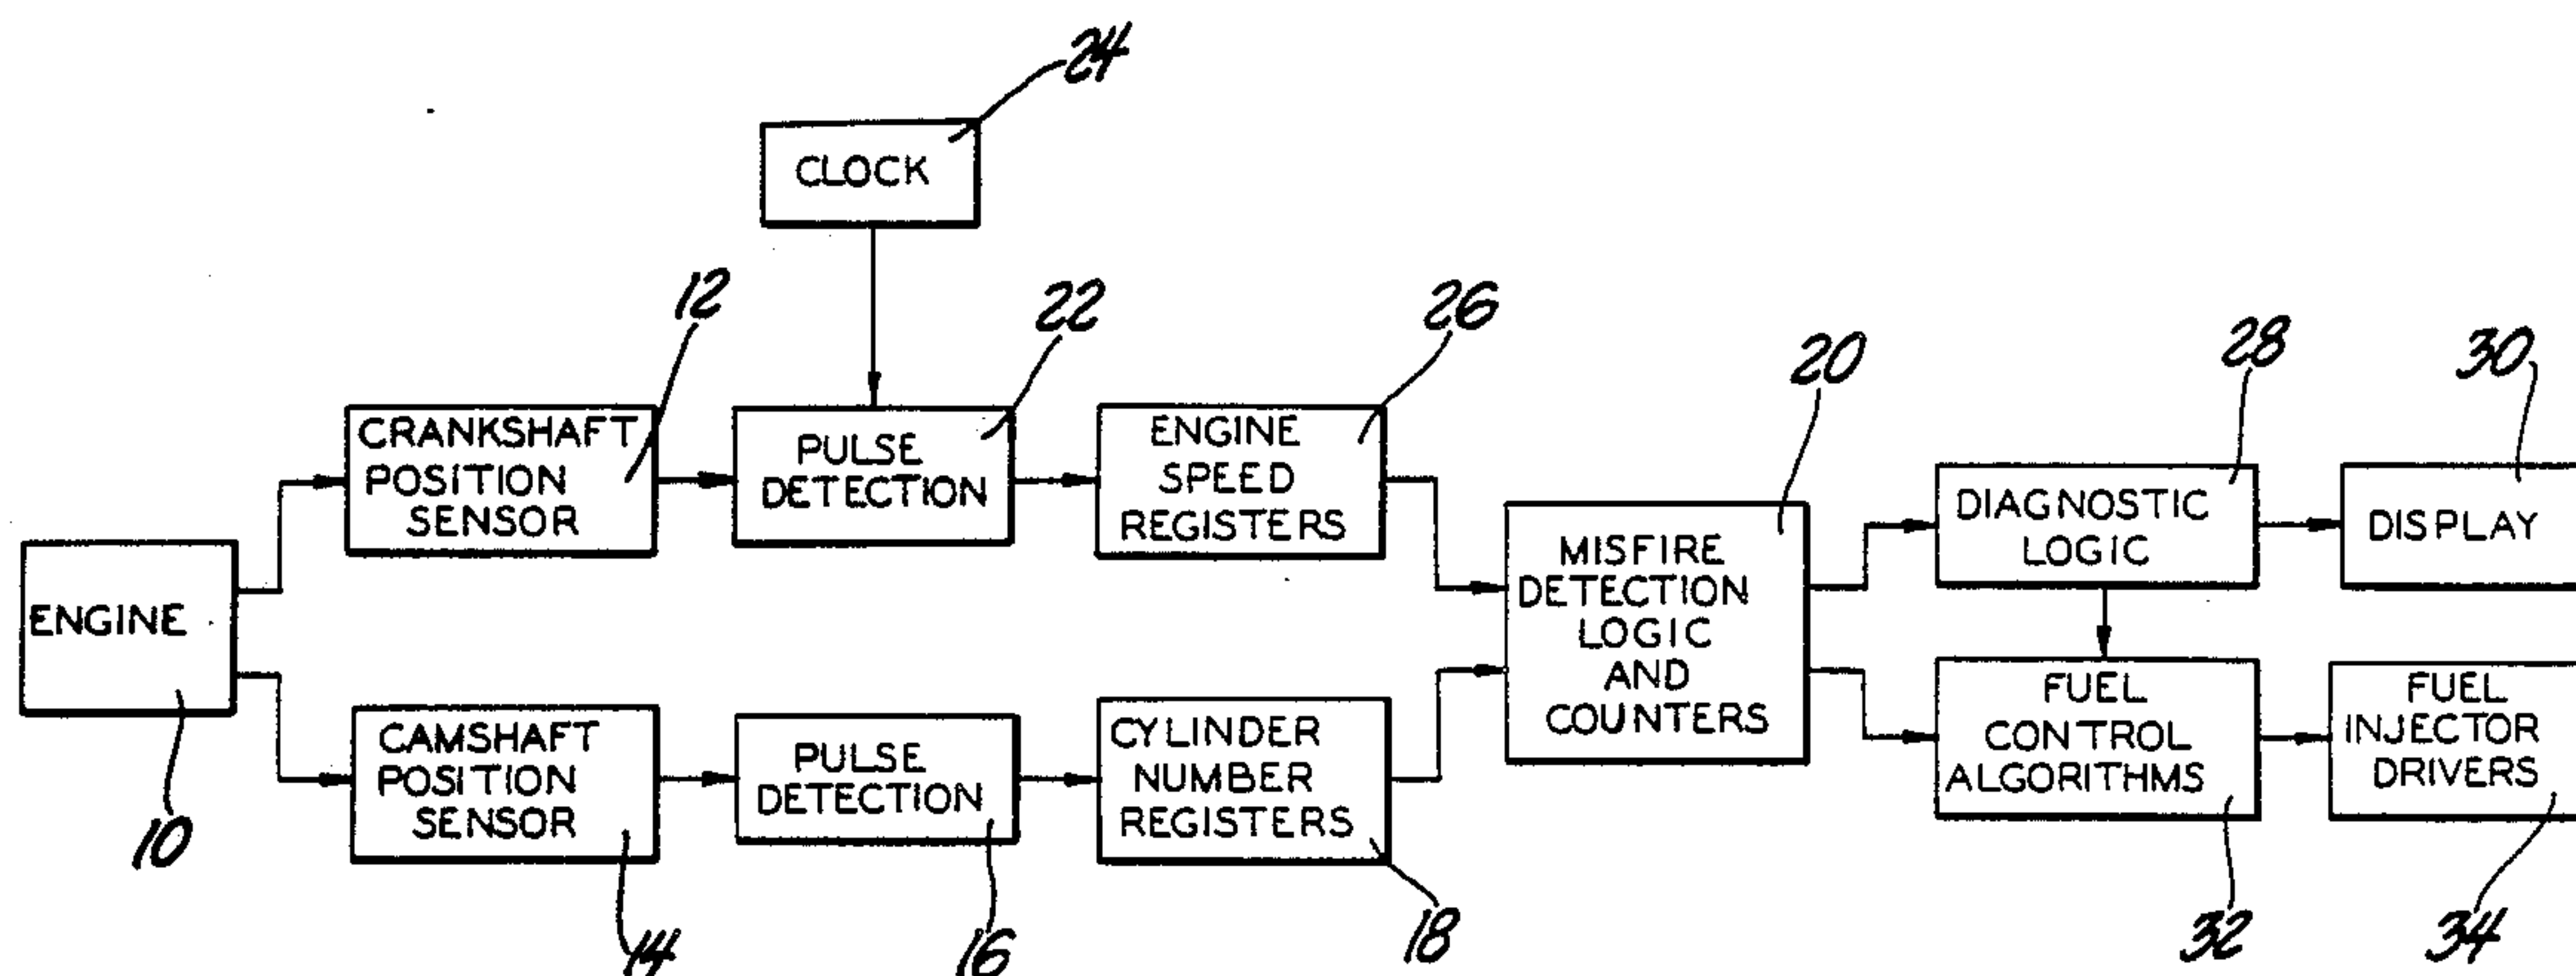 24
CLOCK
12
22
26
20
28
30
CRANKSHAFT
POSITION
SENSOR
PULSE
DETECTION
ENGINE
SPEED
REGISTERS
ENGINE
10
MISFIRE
DETECTION
LOGIC
AND
COUNTERS
DIAGNOSTIC
LOGIC
DISPLAY
CAMSHAFT
POSITION
SENSOR
PULSE
DETECTION
CYLINDER
NUMBER
REGISTERS
FUEL
CONTROL
ALGORITHMS
FUEL
INJECTOR
DRIVERS
14
16
18
32
34